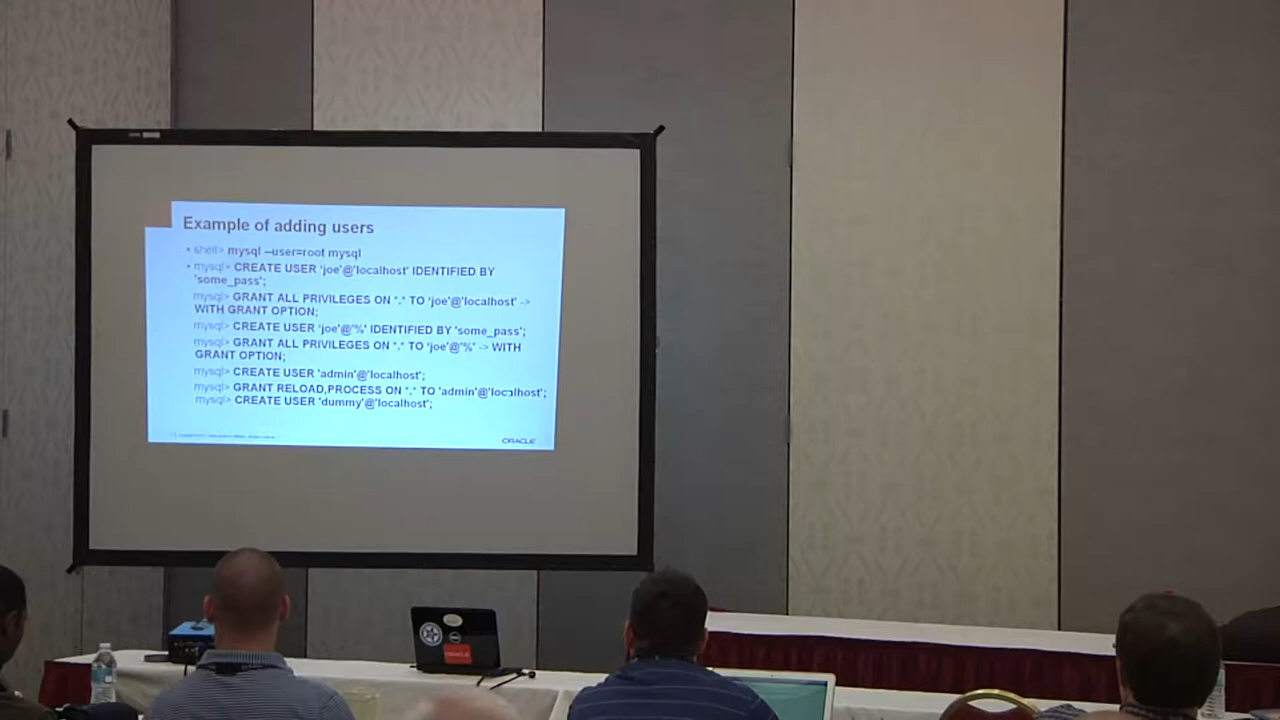 Example of adding users
• shell> mysql –user=root mysql
• mysql> CREATE USER 'joe'@'localhost' IDENTIFIED BY
'some_pass';
mysql> GRANT ALL PRIVILEGES ON *.* TO 'joe'@'localhost' ->
WITH GRANT OPTION;
mysql> CREATE USER 'joe'@'%' IDENTIFIED BY 'some_pass';
mysql> GRANT ALL PRIVILEGES ON *.* TO 'joe'@'%' -> WITH
GRANT OPTION;
mysql> CREATE USER 'admin'@'localhost';
mysql> GRANT RELOAD,PROCESS ON *.* TO 'admin'@'localhost';
mysql> CREATE USER 'dummy'@'localhost';
ORACLE
ORACLE